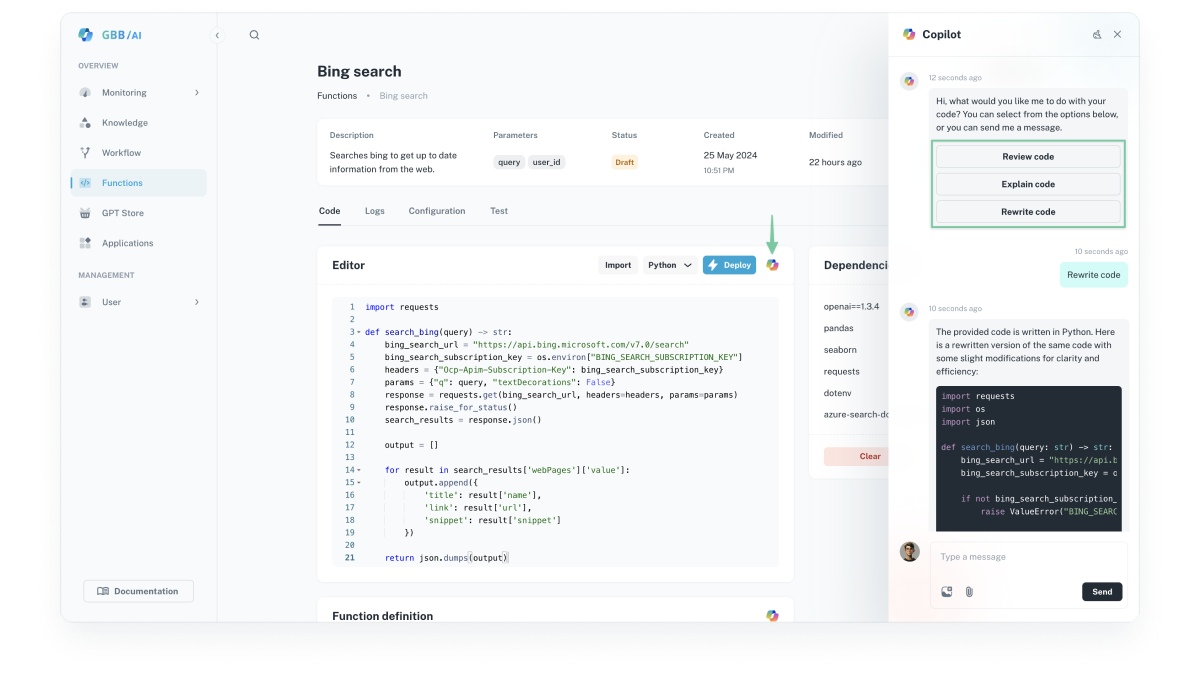 GBB/AI
OVERVIEW
Monitoring
Knowledge
Workflow
Functions
GPT Store
Applications
MANAGEMENT
User
Documentation
Bing search
Functions • Bing search
Description
Searches bing to get up to date
information from the web.
Parameters
query user_id
Status
Draft
Created
25 May 2024
10:51 PM
Modified
22 hours ago
Code Logs Configuration Test
Editor
Import Python Deploy
1 import requests
2
3 def search_bing(query) -> str:
4 bing_search_url = "https://api.bing.microsoft.com/v7.0/search"
5 bing_search_subscription_key = os.environ["BING_SEARCH_SUBSCRIPTION_KEY"]
6 headers = {"Ocp-Apim-Subscription-Key": bing_search_subscription_key}
7 params = {"q": query, "textDecorations": False}
8 response = requests.get(bing_search_url, headers=headers, params=params)
9 response.raise_for_status()
10 search_results = response.json()
11
12 output = []
13
14 for result in search_results['webPages']['value']:
15 output.append({
16 'title': result['name'],
17 'link': result['url'],
18 'snippet': result['snippet']
19 })
20
21 return json.dumps(output)
Function definition
Dependenci
openai==1.3.4
pandas
seaborn
requests
dotenv
azure-search-do
Clear
Copilot
12 seconds ago
Hi, what would you like me to do with your
code? You can select from the options below,
or you can send me a message.
Review code
Explain code
Rewrite code
10 seconds ago
Rewrite code
10 seconds ago
The provided code is written in Python. Here
is a rewritten version of the same code with
some slight modifications for clarity and
efficiency:
import requests
import os
import json
def search_bing(query: str) -> str:
bing_search_url = "https://api.b
bing_search_subscription_key = o
if not bing_search_subscription_
raise ValueError("BING_SEARC
Type a message
Send